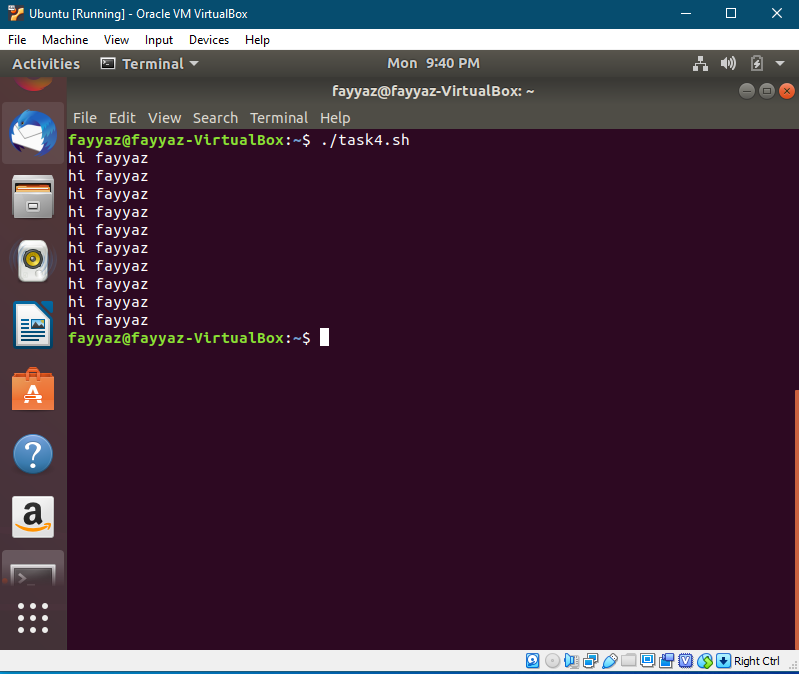 Ubuntu [Running] - Oracle VM VirtualBox
File Machine View Input Devices Help
Activities Terminal Mon 9:40 PM
fayyaz@fayyaz-VirtualBox: ~
File Edit View Search Terminal Help
fayyaz@fayyaz-VirtualBox:~$ ./task4.sh
hi fayyaz
hi fayyaz
hi fayyaz
hi fayyaz
hi fayyaz
hi fayyaz
hi fayyaz
hi fayyaz
hi fayyaz
hi fayyaz
fayyaz@fayyaz-VirtualBox:~$
Right Ctrl